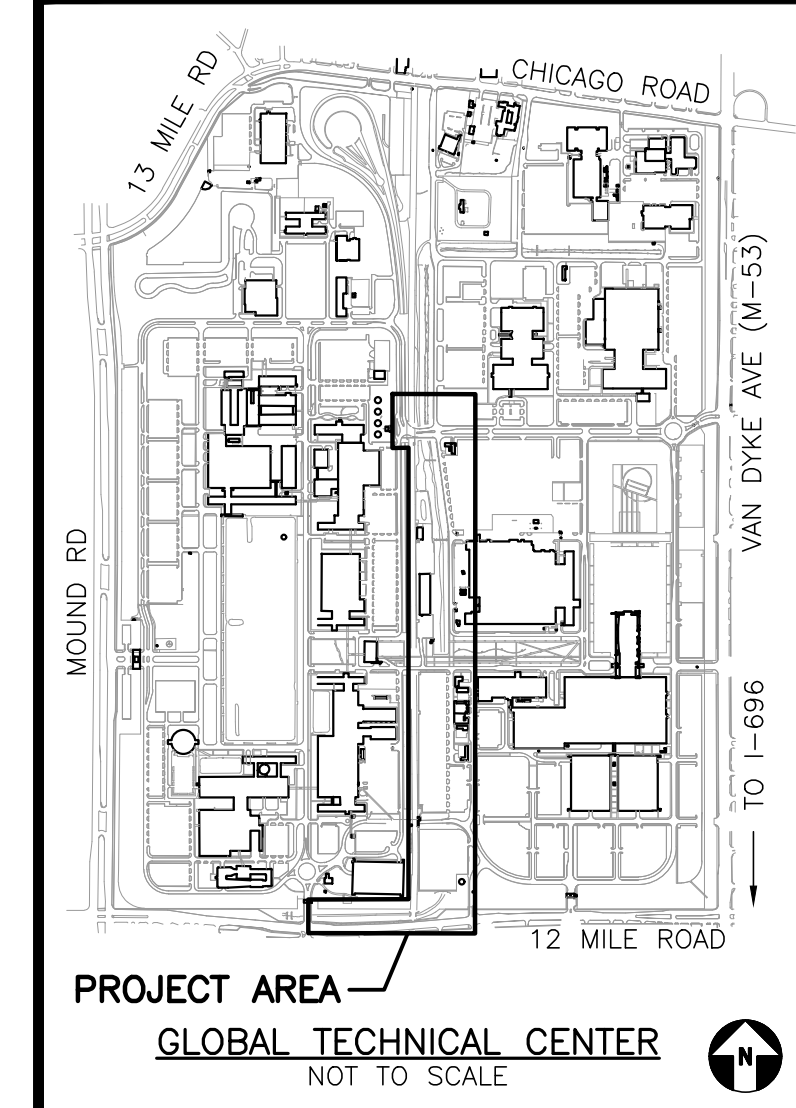 CHICAGO ROAD
13 MILE RD
VAN DYKE AVE (M-53)
MOUND RD
TO I-696
12 MILE ROAD
PROJECT AREA
GLOBAL TECHNICAL CENTER
NOT TO SCALE
N